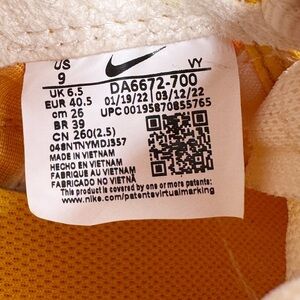 US VY
9 DA6672-700
UK 6.5 01/19/22 | 03/12/22
EUR 40.5 UPC 00195870855765
cm 26
BR 39
CN 260(2.5)
048NTNYMDJ357
MADE IN VIETNAM
HECHO EN VIETNAM
FABRIQUE AU VIETNAM
FABRICADO NO VIETNÃ
This product is covered by one or more patents:
www.nike.com/patentsvirtualmarking